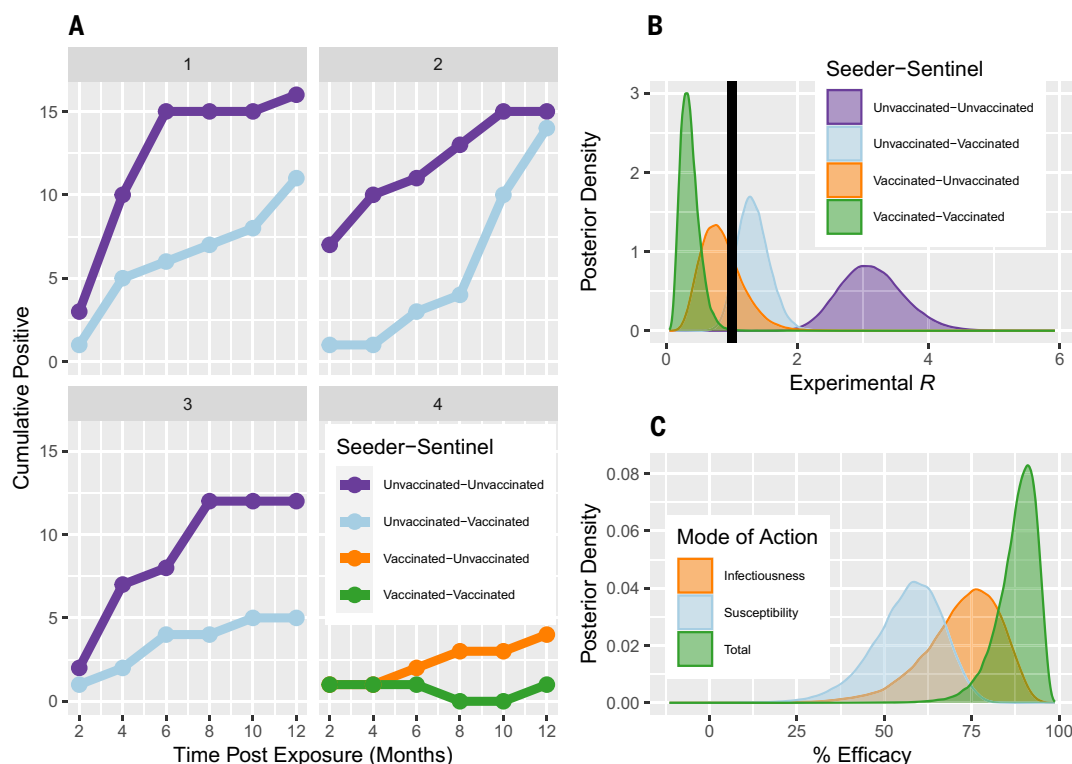 A
1
2
15
10
5
0
3
4
15
10
5
0
Seeder−Sentinel
Unvaccinated−Unvaccinated
Unvaccinated−Vaccinated
Vaccinated−Unvaccinated
Vaccinated−Vaccinated
2 4 6 8 10 12
2 4 6 8 10 12
Cumulative Positive
Time Post Exposure (Months)
B
Seeder−Sentinel
Unvaccinated−Unvaccinated
Unvaccinated−Vaccinated
Vaccinated−Unvaccinated
Vaccinated−Vaccinated
3
2
1
0
Posterior Density
0 2 4 6
Experimental R
C
0.08
0.06
0.04
0.02
0.00
Posterior Density
Mode of Action
Infectiousness
Susceptibility
Total
0 25 50 75 100
% Efficacy